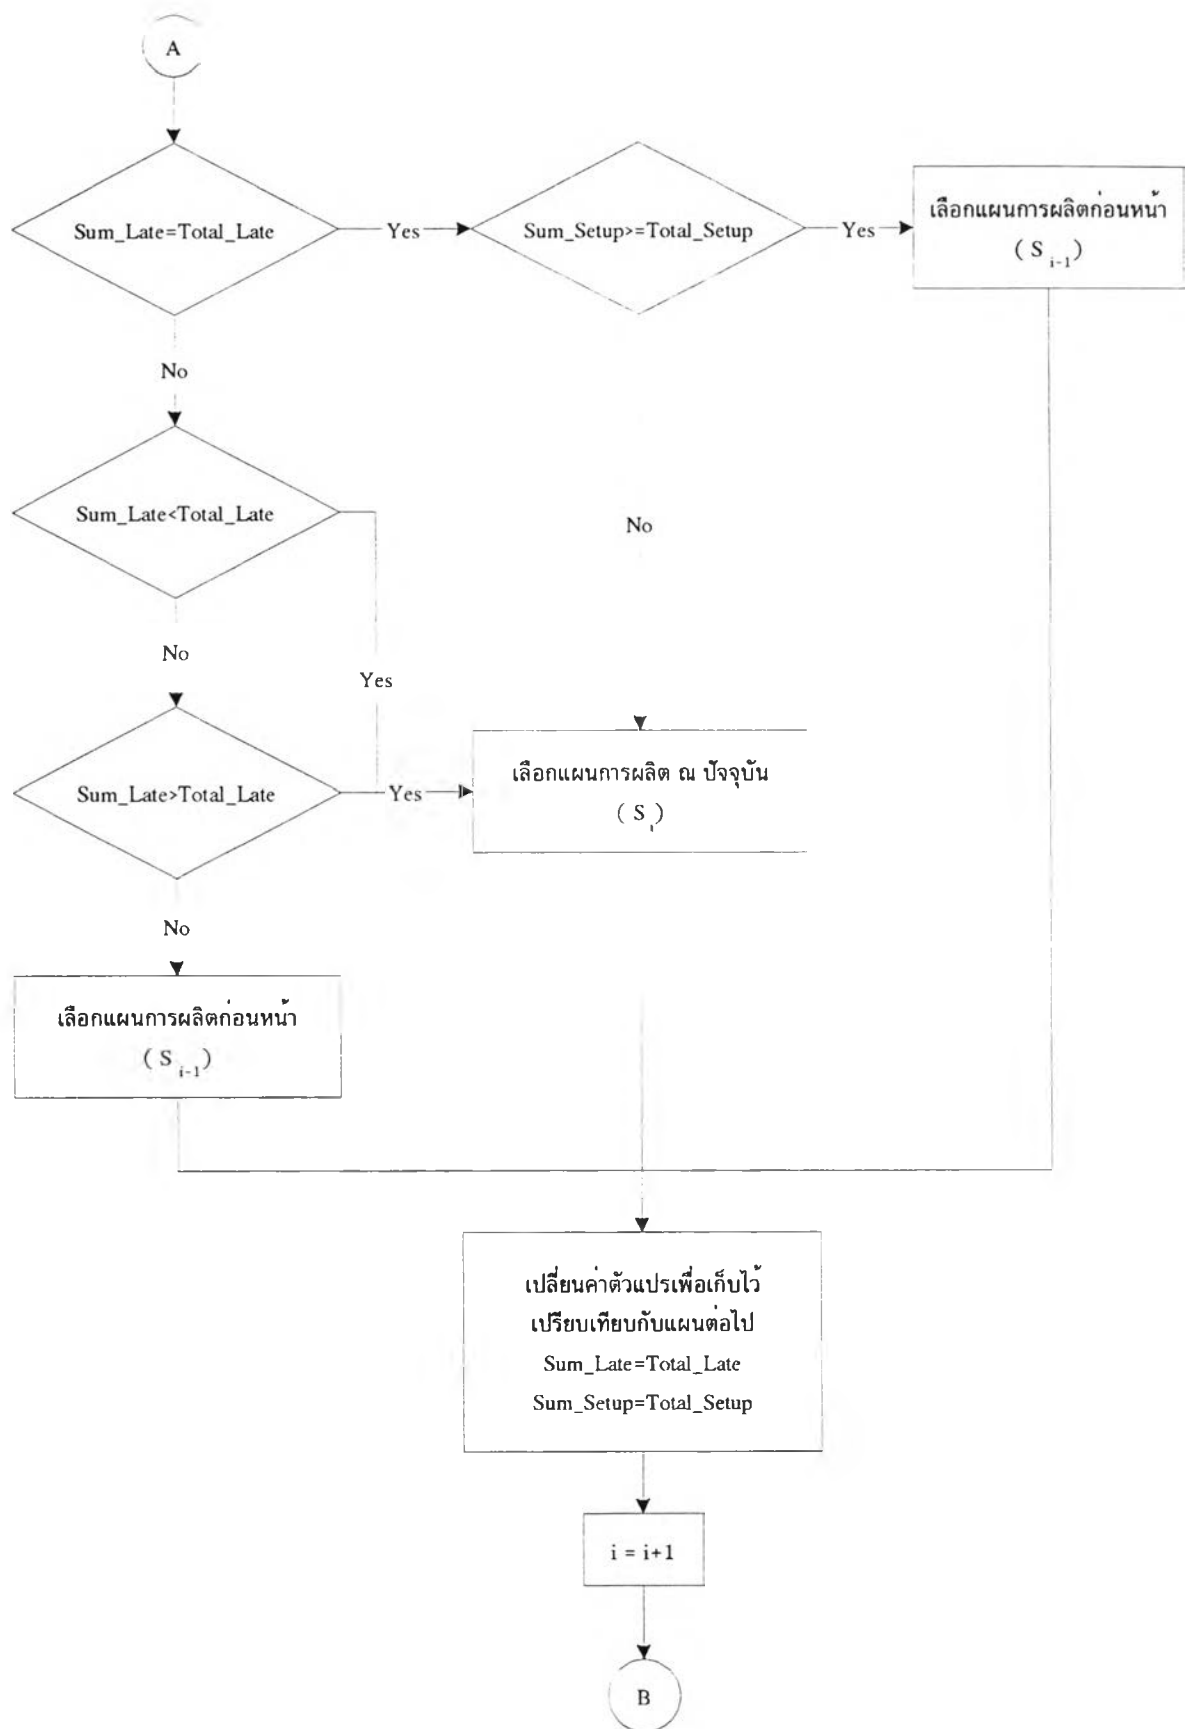 A
Sum_Late=Total_Late
Yes
Sum_Setup>=Total_Setup
Yes
เลือกแผนการผลิตก่อนหน้า
( S i-1)
No
Sum_Late<Total_Late
No
No
Yes
Sum_Late>Total_Late
Yes
เลือกแผนการผลิต ณ ปัจจุบัน
( S i)
No
เลือกแผนการผลิตก่อนหน้า
( S i-1)
เปลี่ยนค่าตัวแปรเพื่อเก็บไว้
เปรียบเทียบกับแผนต่อไป
Sum_Late=Total_Late
Sum_Setup=Total_Setup
i = i+1
B